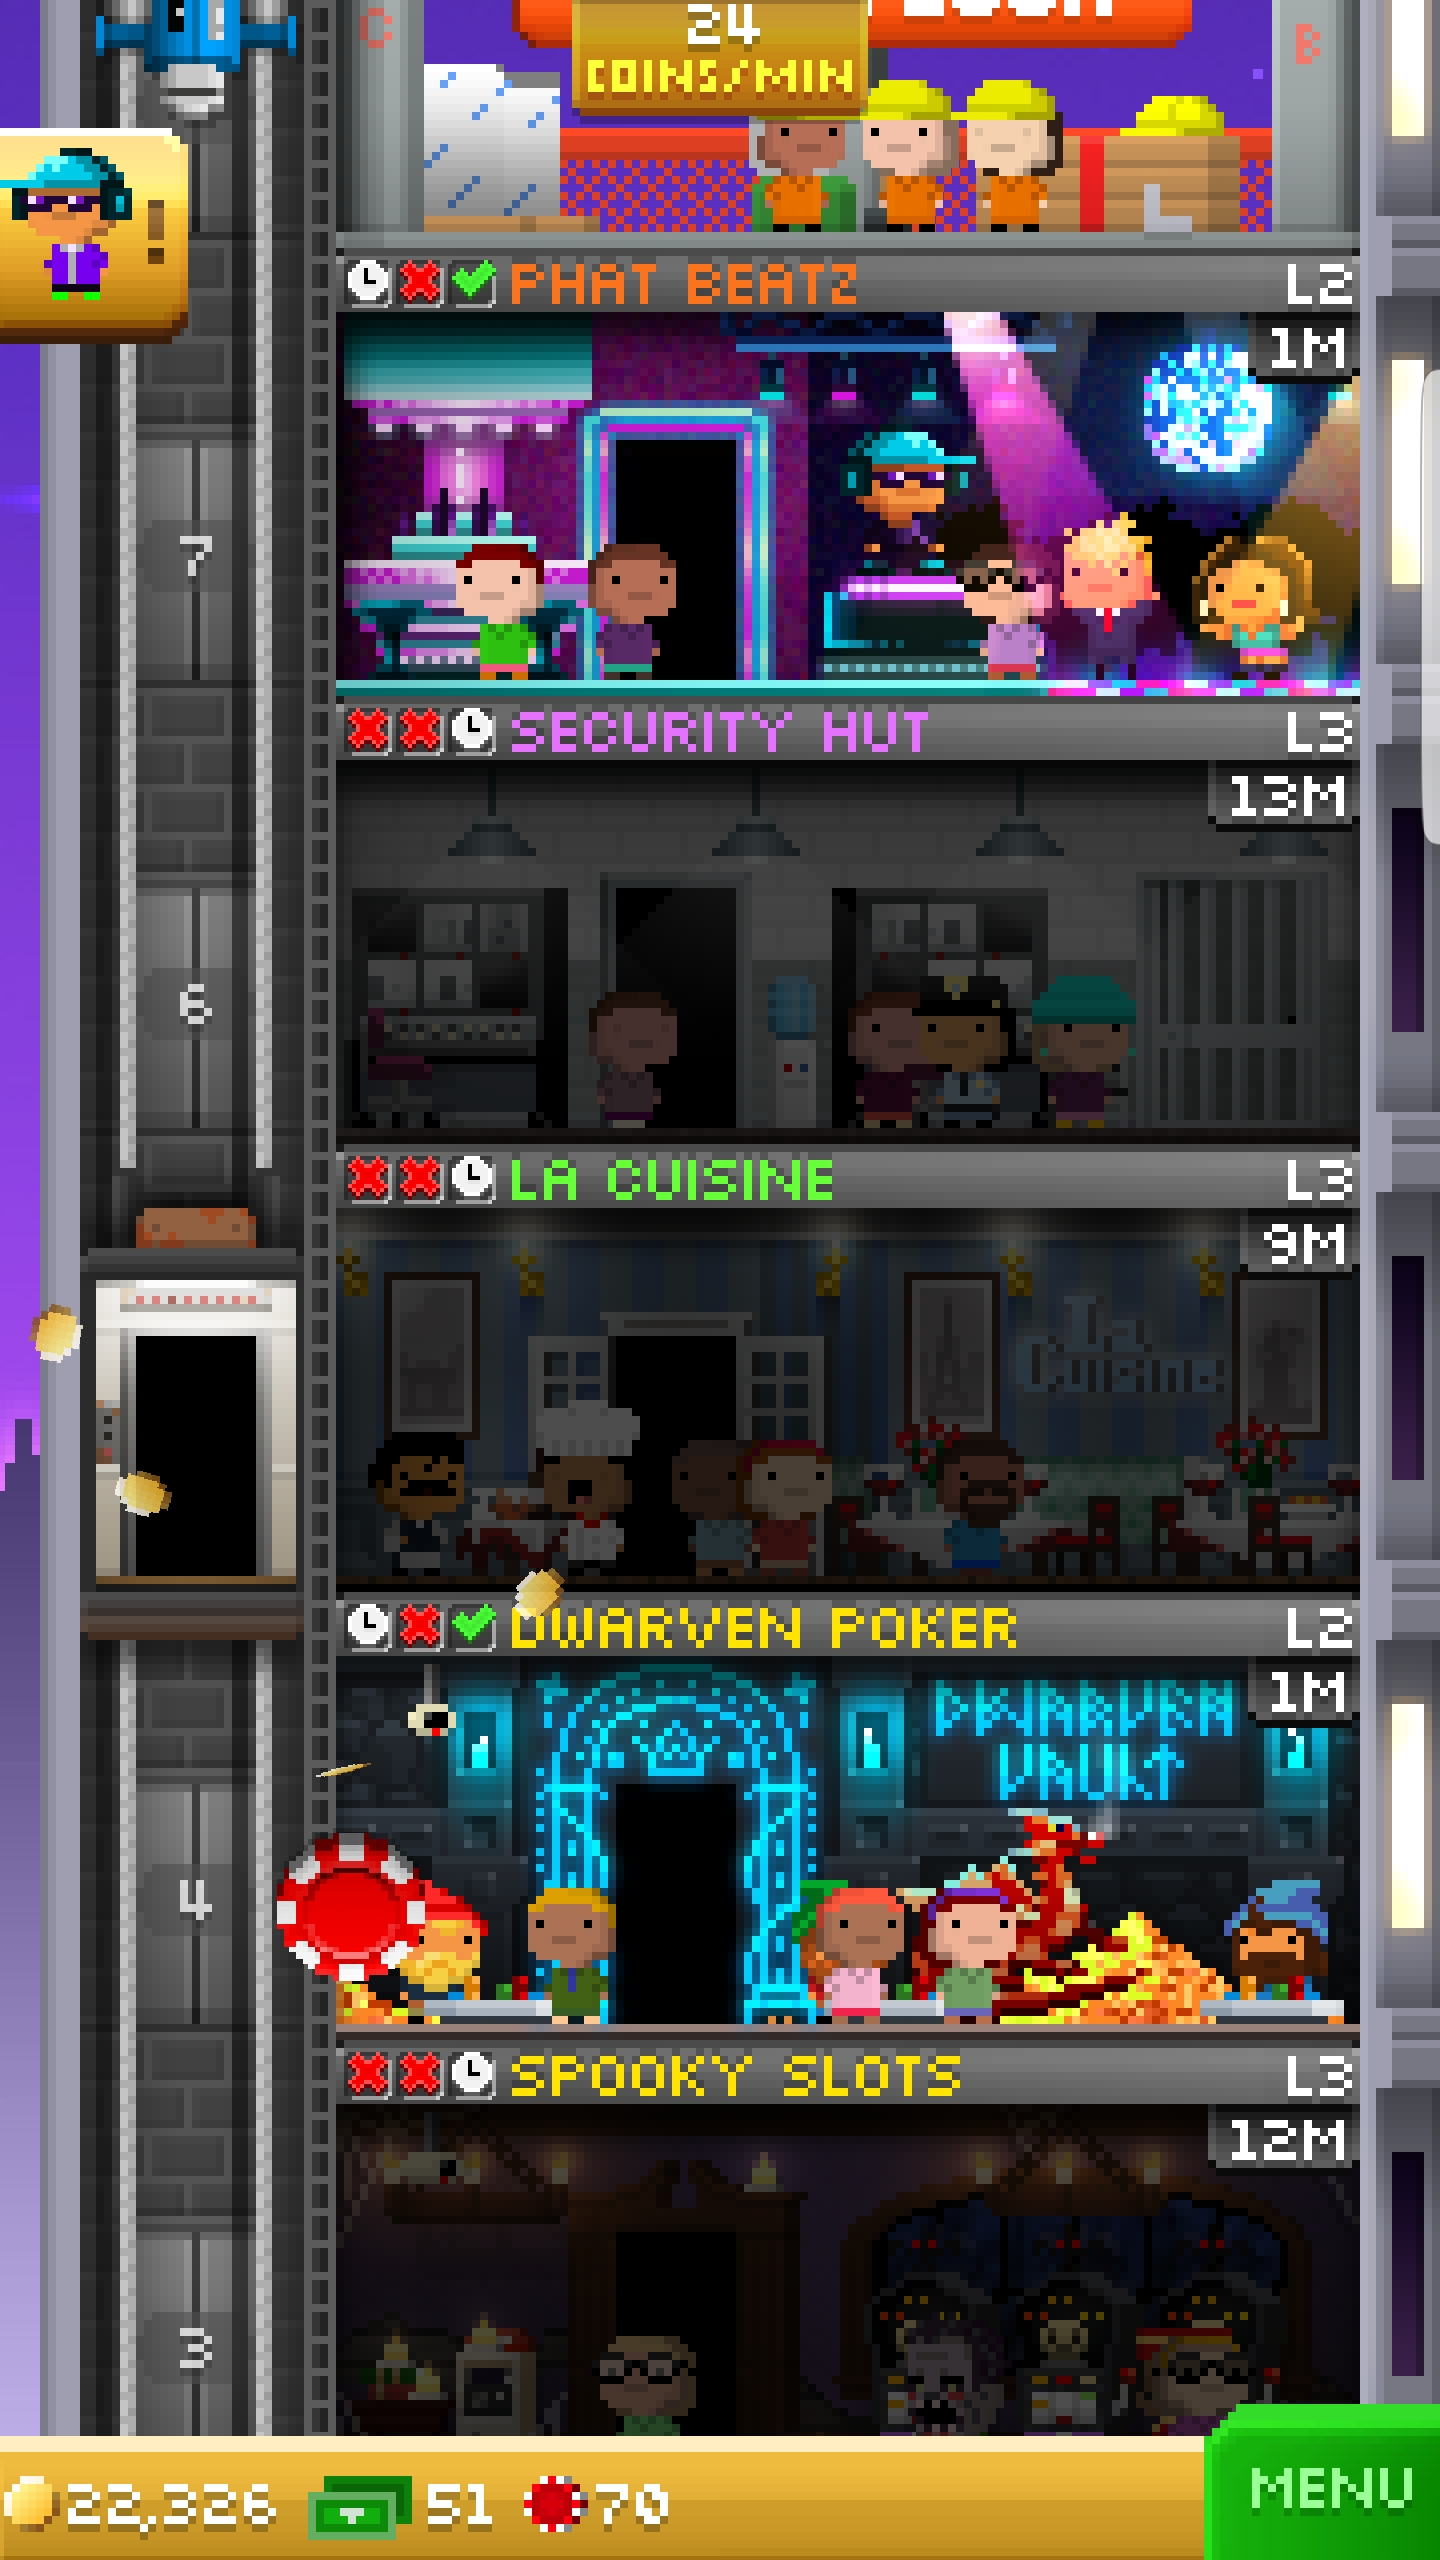 C
24
B
COINS/MIN
PHAT BEATZ L2
1M
7
SECURITY HUT L3
13M
6
LA CUISINE L3
9M
La
Cuisine
DWARVEN POKER L2
1M
DWARVEN
VAULT
4
SPOOKY SLOTS L3
12M
3
22,326 51 70
MENU